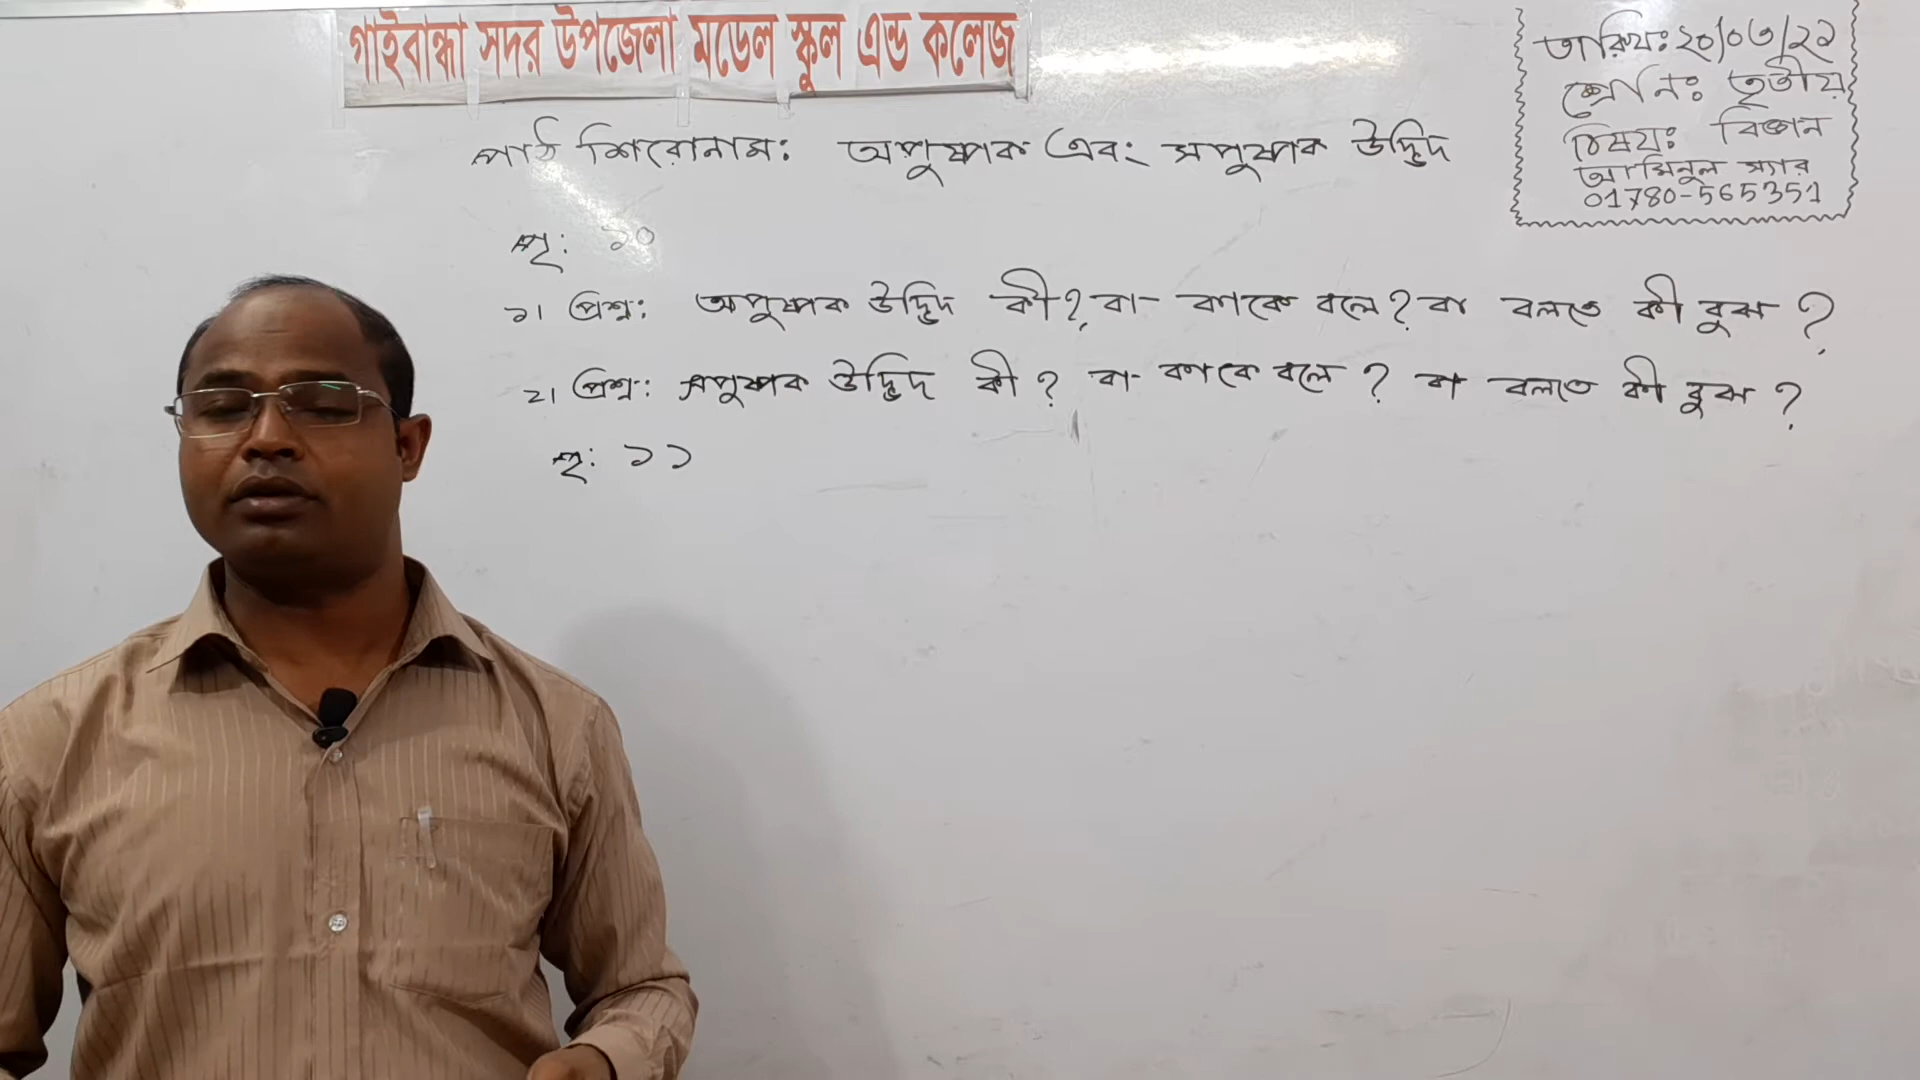 গাইবান্ধা সদর উপজেলা মডেল স্কুল এন্ড কলেজ
তারিখঃ ২০/০৩/২১
শ্রেনিঃ তৃতীয়
বিষয়ঃ বিজ্ঞান
আমিনুল স্যার
01780-565351
পাঠ শিরোনামঃ অপুষ্পক এবং সপুষ্পক উদ্ভিদ
পৃ: ১০
১। প্রশ্ন: অপুষ্পক উদ্ভিদ কী? বা কাকে বলে? বা বলতে কী বুঝ?
২। প্রশ্ন: সপুষ্পক উদ্ভিদ কী? বা কাকে বলে? বা বলতে কী বুঝ?
পৃ: ১১